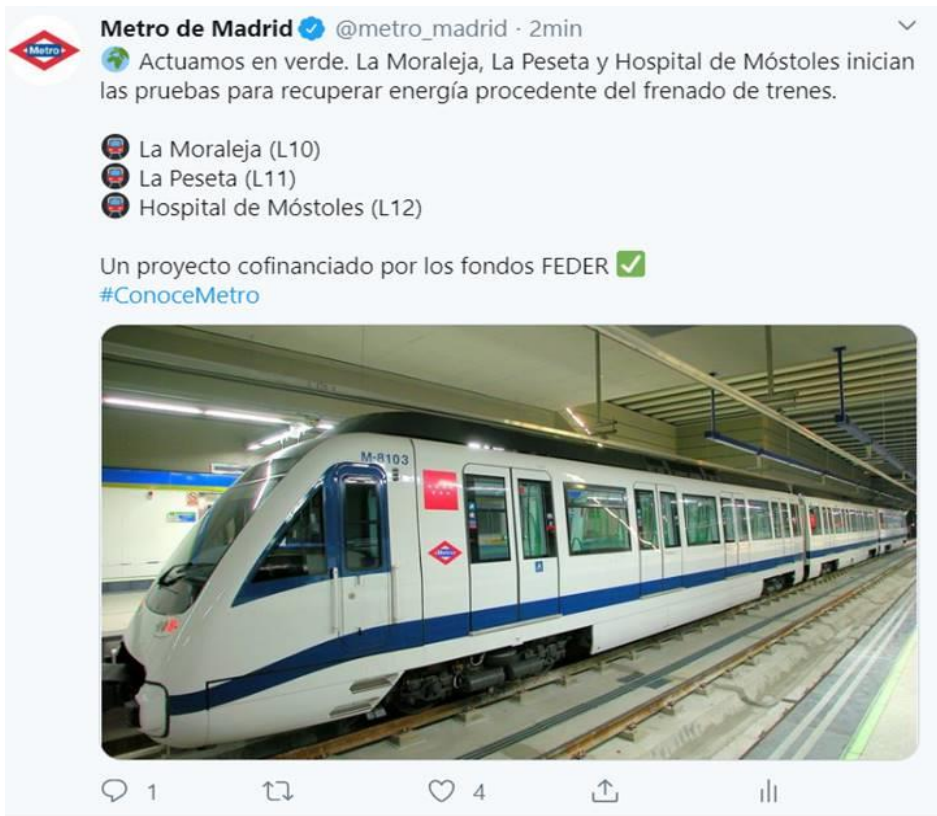 Metro de Madrid @metro_madrid · 2min
Actuamos en verde. La Moraleja, La Peseta y Hospital de Móstoles inician
las pruebas para recuperar energía procedente del frenado de trenes.
La Moraleja (L10)
La Peseta (L11)
Hospital de Móstoles (L12)
Un proyecto cofinanciado por los fondos FEDER
#ConoceMetro
M-8103
Metro
1
4